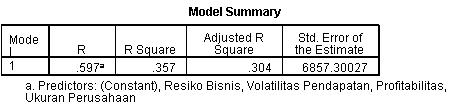 Model Summary
Mode
l R R Square Adjusted R
Square Std. Error of
the Estimate
1 .597a .357 .304 6857.30027
a. Predictors: (Constant), Resiko Bisnis, Volatilitas Pendapatan, Profitabilitas,
Ukuran Perusahaan